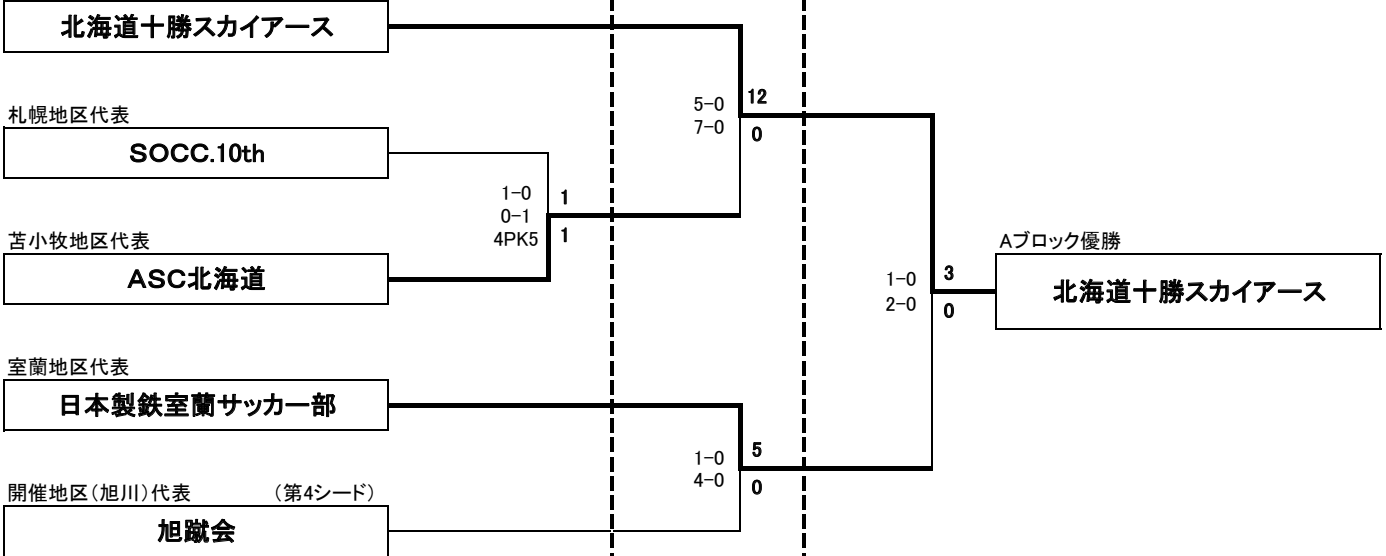 北海道十勝スカイアース
札幌地区代表
SOCC.10th
苫小牧地区代表
ASC北海道
室蘭地区代表
日本製鉄室蘭サッカー部
開催地区(旭川)代表 (第4シード)
旭蹴会
1-0
0-1
4PK5
1
1
5-0
7-0
12
0
1-0
4-0
5
0
1-0
2-0
3
0
Aブロック優勝
北海道十勝スカイアース